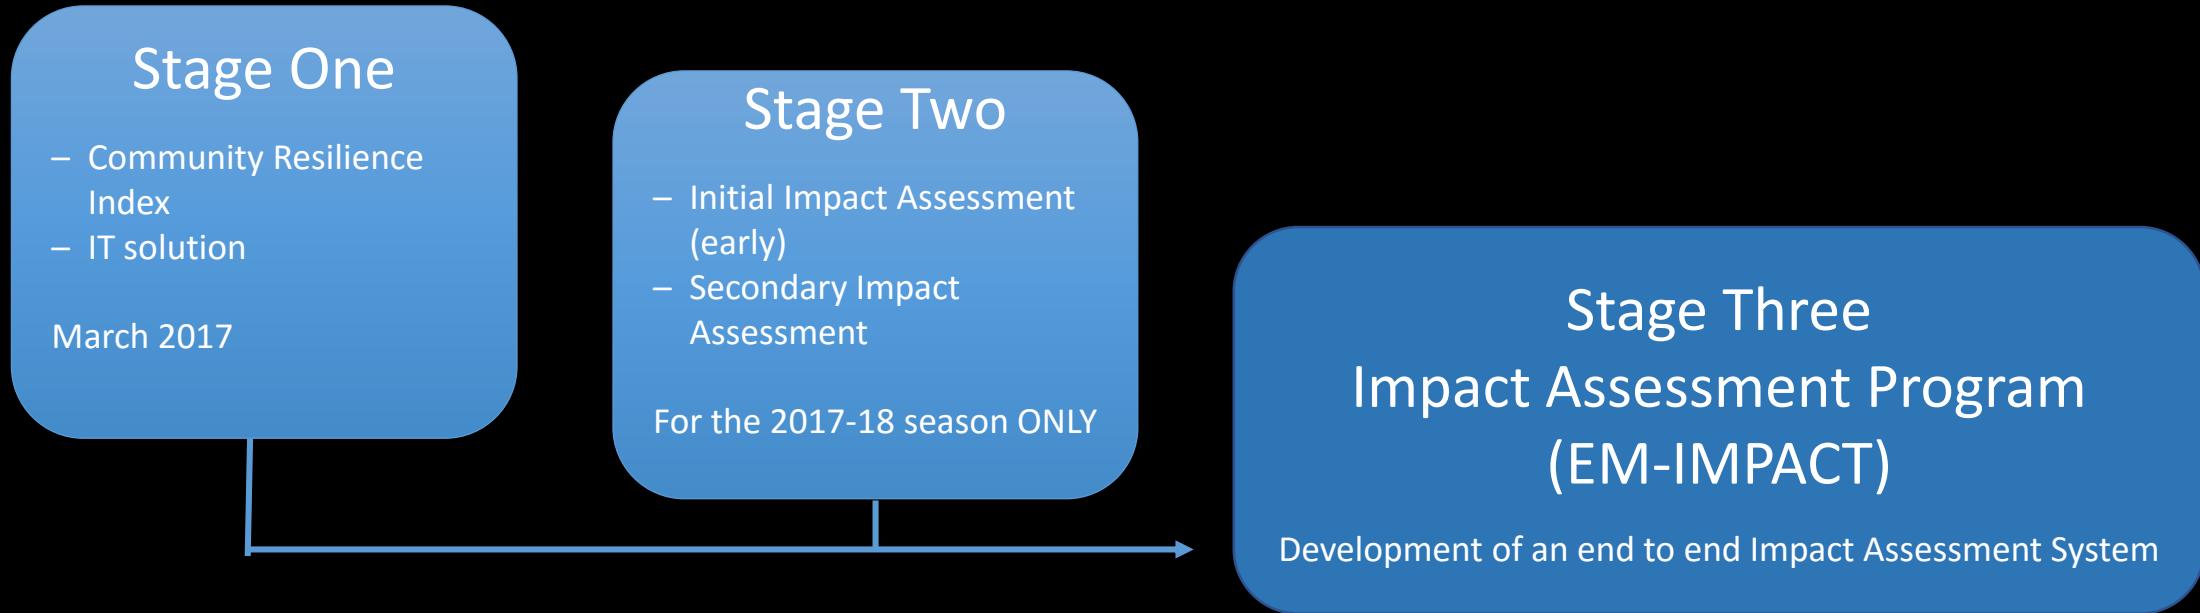 Stage One
– Community Resilience
Index
– IT solution
March 2017
Stage Two
– Initial Impact Assessment
(early)
– Secondary Impact
Assessment
For the 2017-18 season ONLY
Stage Three
Impact Assessment Program
(EM-IMPACT)
Development of an end to end Impact Assessment System